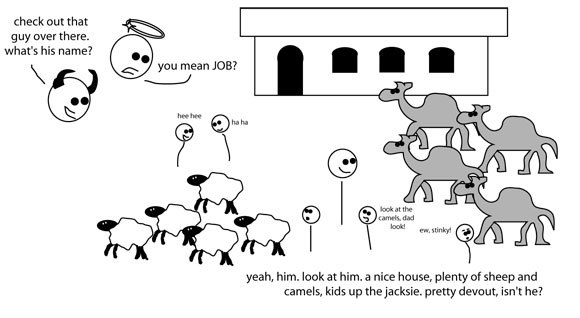 check out that
guy over there.
what's his name?
you mean JOB?
hee hee
ha ha
look at the
camels, dad
look!
ew, stinky!
yeah, him. look at him. a nice house, plenty of sheep and
camels, kids up the jacksie. pretty devout, isn't he?